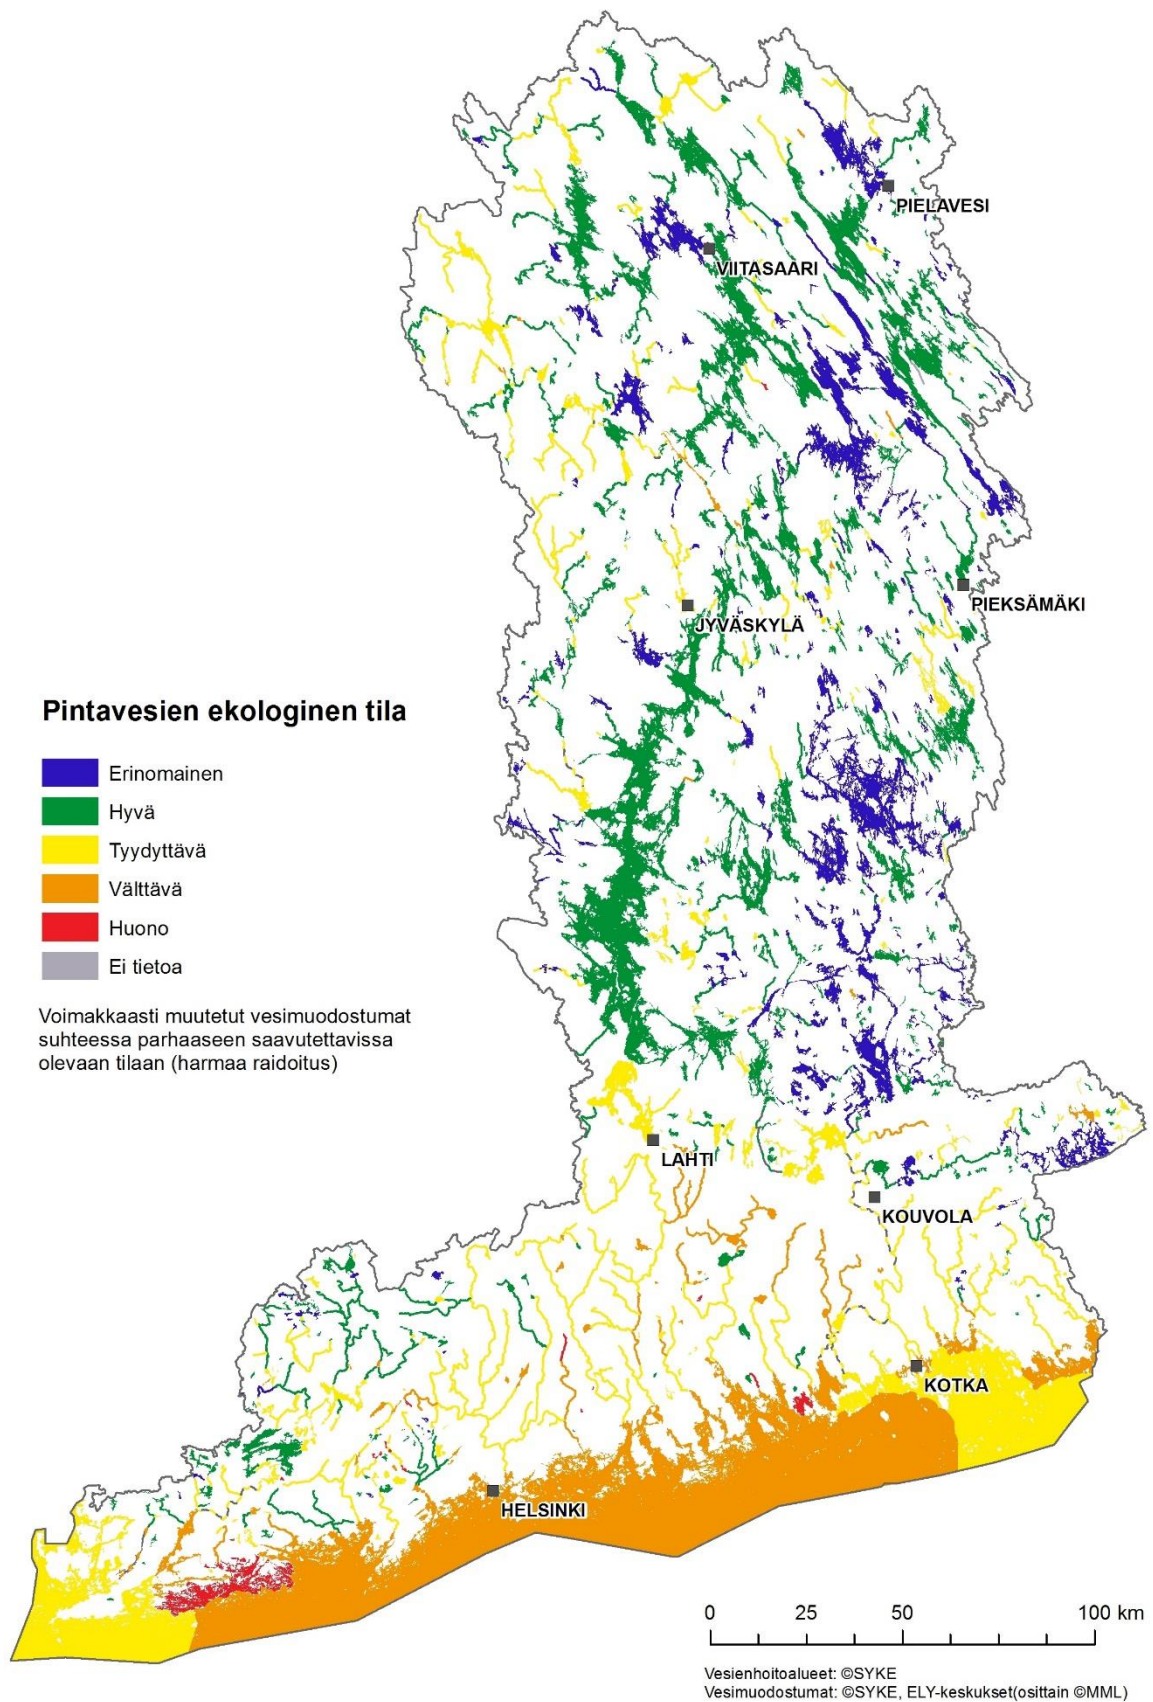 PIELAVESI
VIITASAARI
PIEKSÄMÄKI
JYVÄSKYLÄ
Pintavesien ekologinen tila
Erinomainen
Hyvä
Tyydyttävä
Välttävä
Huono
Ei tietoa
Voimakkaasti muutetut vesimuodostumat
suhteessa parhaaseen saavutettavissa
olevaan tilaan (harmaa raidoitus)
LAHTI
KOUVOLA
KOTKA
HELSINKI
0 25 50 100 km
Vesienhoitoalueet: ©SYKE
Vesimuodostumat: ©SYKE, ELY-keskukset(osittain ©MML)